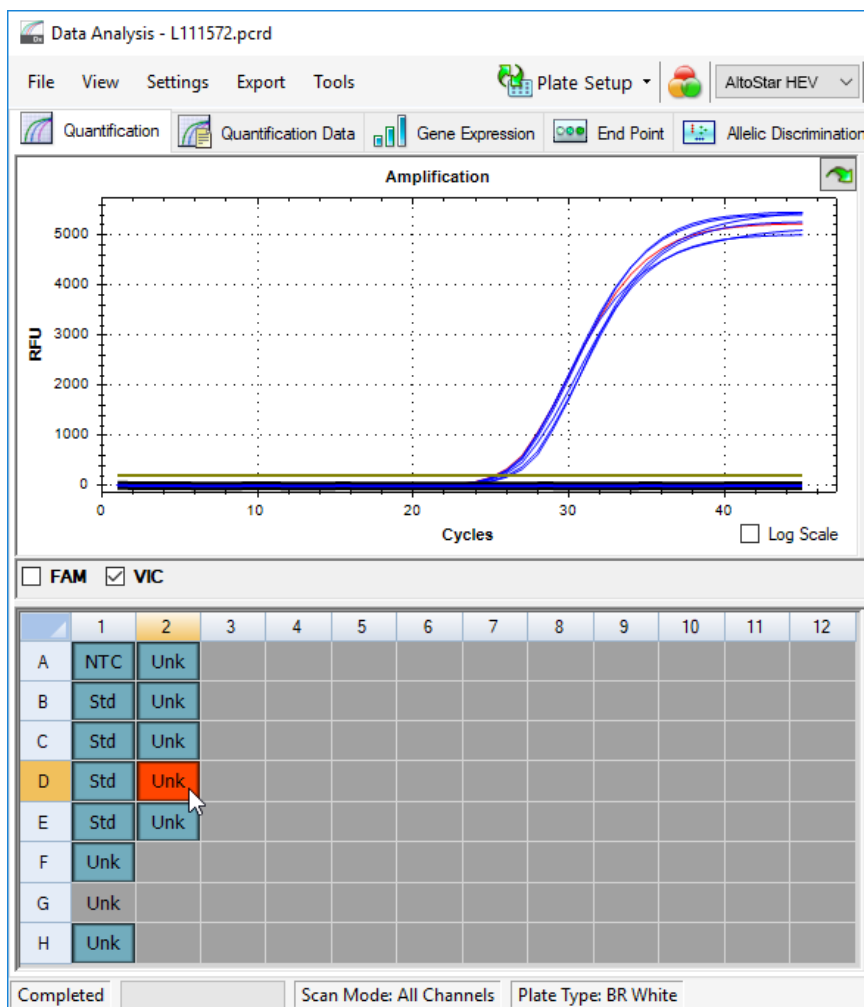 Data Analysis - L111572.pcrd
File View Settings Export Tools Plate Setup AltoStar HEV
Quantification Quantification Data Gene Expression End Point Allelic Discrimination
Amplification
5000
4000
3000
2000
1000
0
RFU
0 10 20 30 40
Cycles
Log Scale
FAM VIC
1 2 3 4 5 6 7 8 9 10 11 12
A NTC Unk
B Std Unk
C Std Unk
D Std Unk
E Std Unk
F Unk
G Unk
H Unk
Completed Scan Mode: All Channels Plate Type: BR White